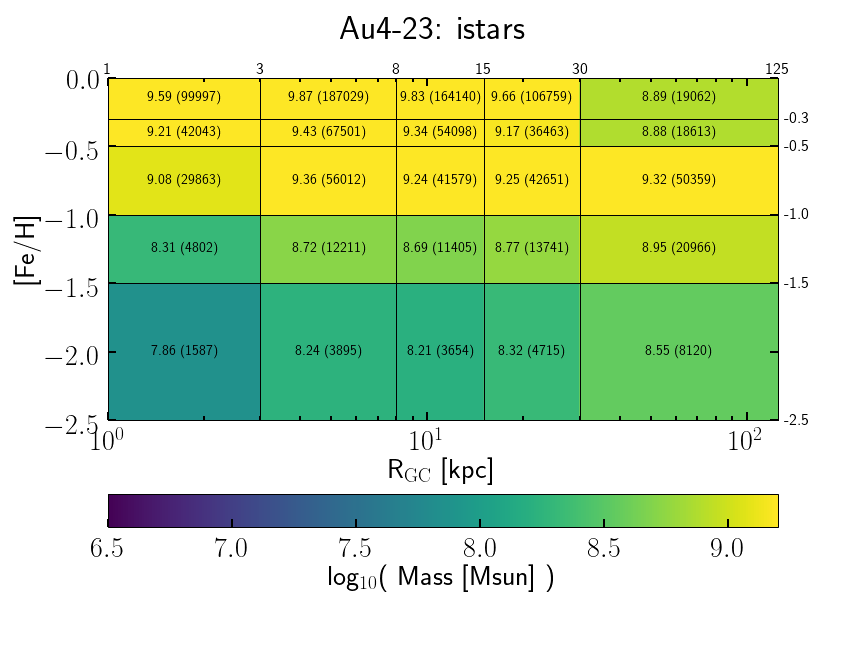 Au4-23: istars
1 3 8 15 30 125
0.0
9.59 (99997) 9.87 (187029) 9.83 (164140) 9.66 (106759) 8.89 (19062)
-0.3
9.21 (42043) 9.43 (67501) 9.34 (54098) 9.17 (36463) 8.88 (18613)
−0.5 -0.5
9.08 (29863) 9.36 (56012) 9.24 (41579) 9.25 (42651) 9.32 (50359)
−1.0 -1.0
8.31 (4802) 8.72 (12211) 8.69 (11405) 8.77 (13741) 8.95 (20966)
[Fe/H]
−1.5 -1.5
7.86 (1587) 8.24 (3895) 8.21 (3654) 8.32 (4715) 8.55 (8120)
−2.0
−2.5 -2.5
10⁰ 10¹ 10²
R_GC [kpc]
6.5 7.0 7.5 8.0 8.5 9.0
log₁₀( Mass [Msun] )